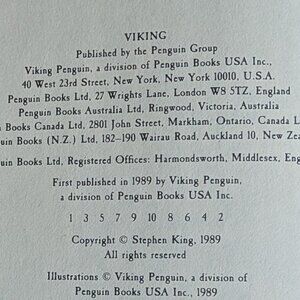 VIKING
Published by the Penguin Group
Viking Penguin, a division of Penguin Books USA Inc.,
40 West 23rd Street, New York, New York 10010, U.S.A.
Penguin Books Ltd, 27 Wrights Lane, London W8 5TZ, England
Penguin Books Australia Ltd, Ringwood, Victoria, Australia
Books Canada Ltd, 2801 John Street, Markham, Ontario, Canada L
Books (N.Z.) Ltd, 182–190 Wairau Road, Auckland 10, New Zea
Books Ltd, Registered Offices: Harmondsworth, Middlesex, Eng
First published in 1989 by Viking Penguin,
a division of Penguin Books USA Inc.
1 3 5 7 9 10 8 6 4 2
Copyright © Stephen King, 1989
All rights reserved
Illustrations © Viking Penguin, a division of
Penguin Books USA Inc., 1989